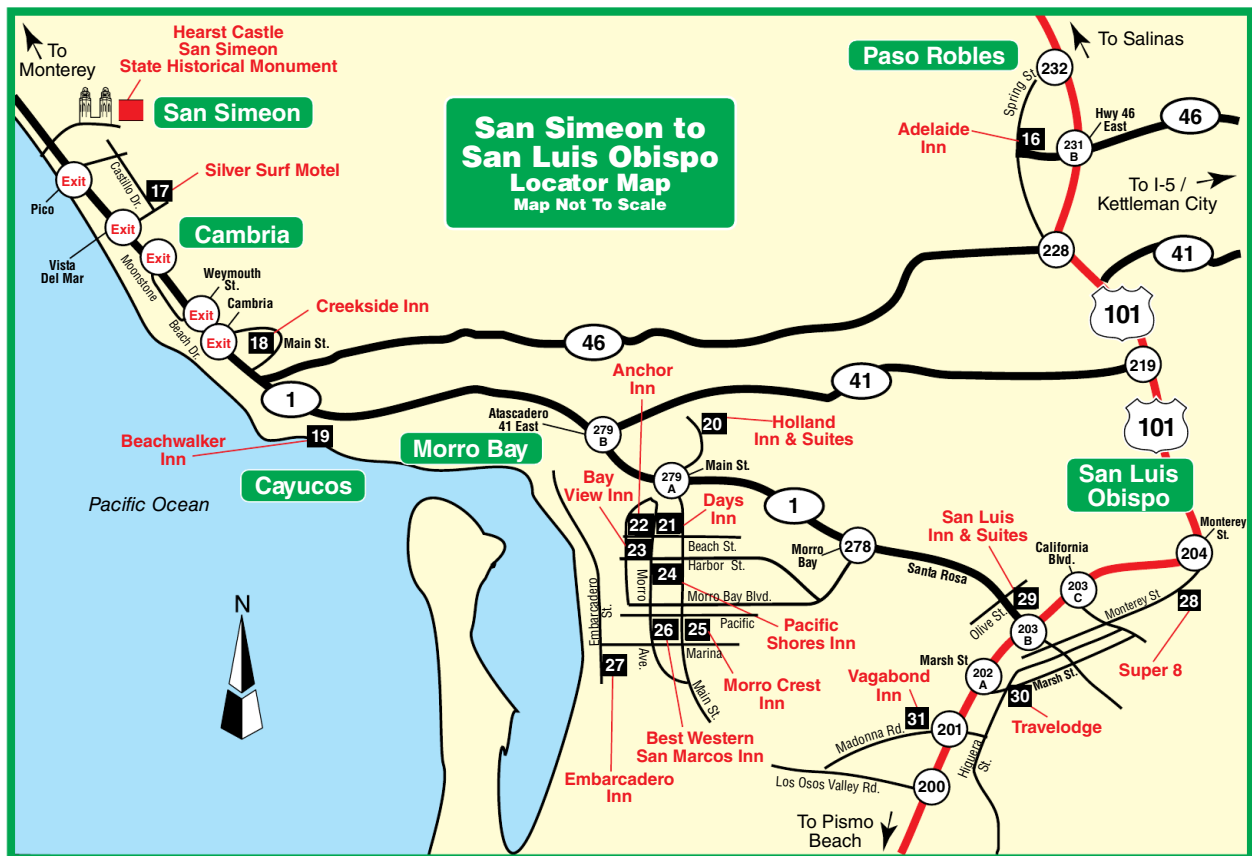 To
Monterey
Hearst Castle
San Simeon
State Historical Monument
San Simeon
Paso Robles
To Salinas
232
Spring St.
San Simeon to
San Luis Obispo
Locator Map
Map Not To Scale
Adelaide
Inn
16
Hwy 46
East
231
B
46
To I-5 /
Kettleman City
Exit
Pico
Castillo Dr.
17
Silver Surf Motel
Exit
Vista
Del Mar
Cambria
Exit
Moonstone
Beach Dr.
Weymouth
St.
Exit
Cambria
Exit
18
Main St.
Creekside Inn
228
41
101
46
219
1
41
101
Anchor
Inn
Atascadero
41 East
279
B
20
Holland
Inn & Suites
Beachwalker
Inn
19
Cayucos
Morro Bay
Pacific Ocean
279
A
Main St.
Bay
View Inn
Days
Inn
1
San Luis
Obispo
22
21
23
Beach St.
Harbor St.
24
Morro Bay Blvd.
Morro
Ave.
Embarcadero
St.
Morro
Bay
278
Santa Rosa
San Luis
Inn & Suites
California
Blvd.
Monterey
St.
204
203
C
29
Olive St.
203
B
Monterey St
28
Super 8
26
25
Pacific
Marina
Pacific
Shores Inn
27
Main St.
Morro Crest
Inn
Best Western
San Marcos Inn
Embarcadero
Inn
Marsh St
202
A
Marsh St.
30
Travelodge
Vagabond
Inn
31
Madonna Rd.
201
Higuera
St.
Los Osos Valley Rd.
200
To Pismo
Beach
N